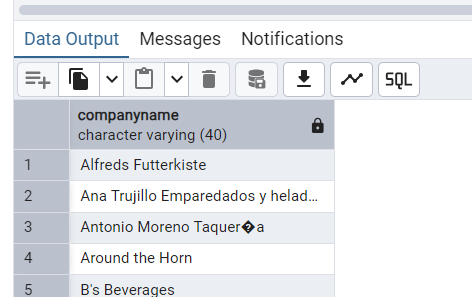 Data Output Messages Notifications
SQL
companyname
character varying (40)
1 Alfreds Futterkiste
2 Ana Trujillo Emparedados y helad...
3 Antonio Moreno Taquer�a
4 Around the Horn
5 B's Beverages